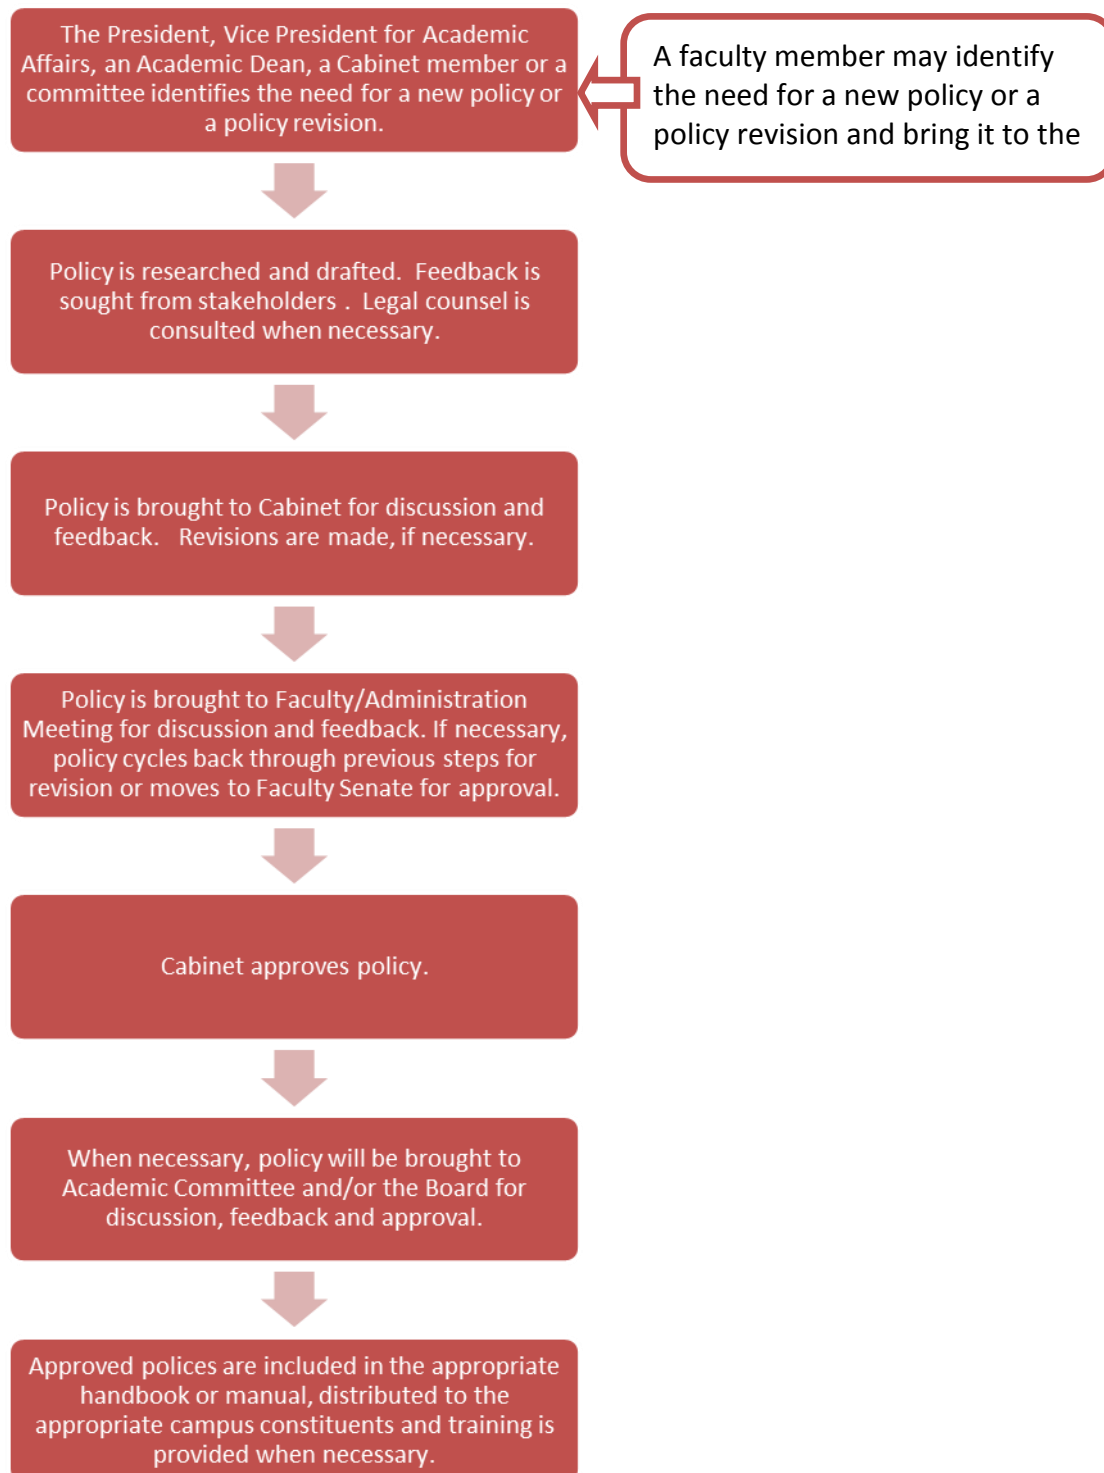 The President, Vice President for Academic
Affairs, an Academic Dean, a Cabinet member or a
committee identifies the need for a new policy or
a policy revision.
A faculty member may identify
the need for a new policy or a
policy revision and bring it to the
Policy is researched and drafted.  Feedback is
sought from stakeholders .  Legal counsel is
consulted when necessary.
Policy is brought to Cabinet for discussion and
feedback.   Revisions are made, if necessary.
Policy is brought to Faculty/Administration
Meeting for discussion and feedback. If necessary,
policy cycles back through previous steps for
revision or moves to Faculty Senate for approval.
Cabinet approves policy.
When necessary, policy will be brought to
Academic Committee and/or the Board for
discussion, feedback and approval.
Approved polices are included in the appropriate
handbook or manual, distributed to the
appropriate campus constituents and training is
provided when necessary.